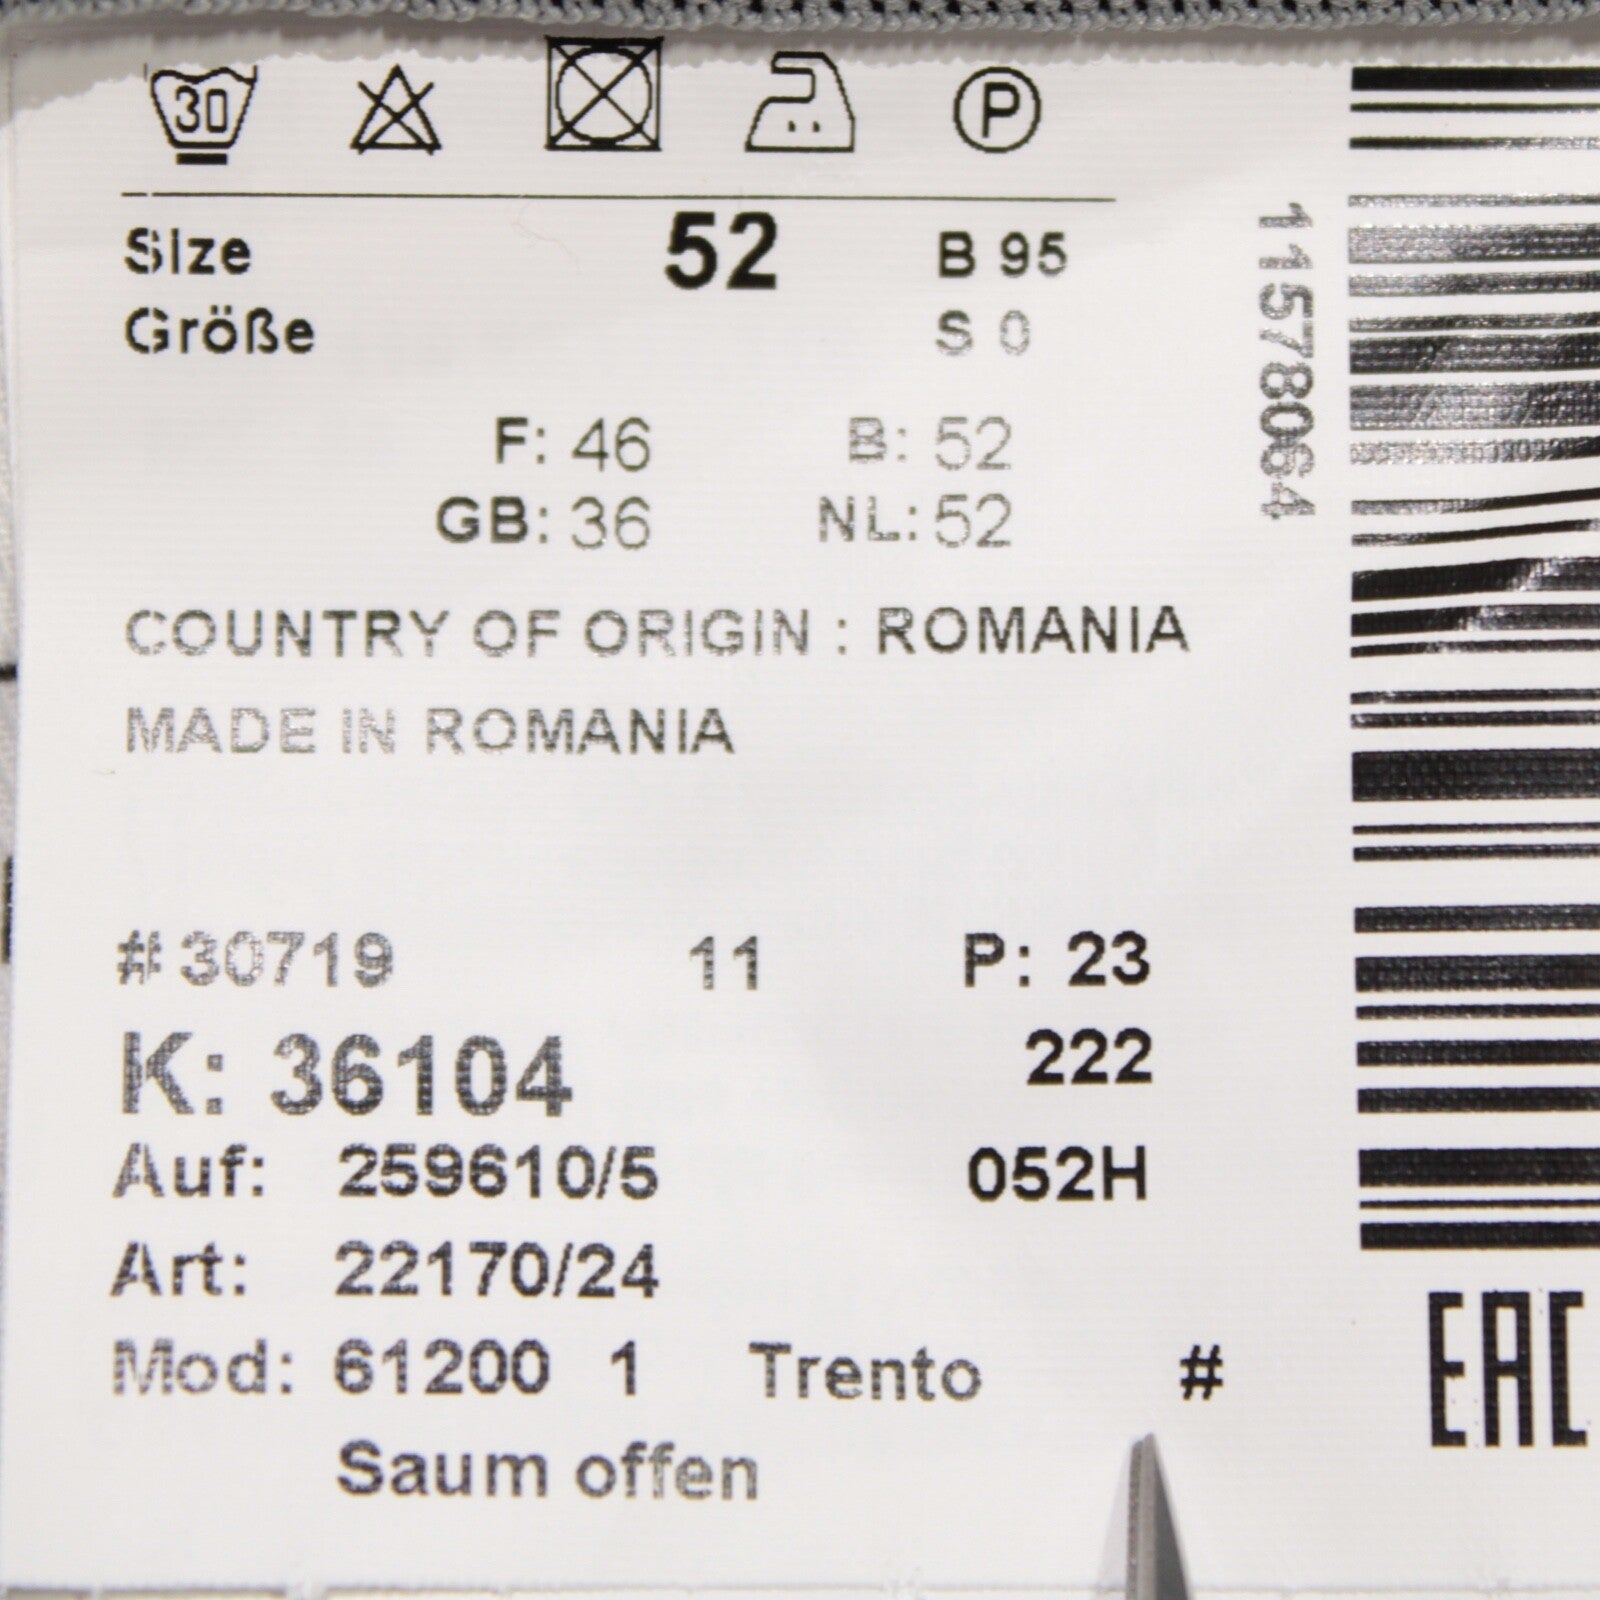 30 P
Size 52 B 95
Größe S 0
F: 46 B: 52
GB: 36 NL: 52
COUNTRY OF ORIGIN : ROMANIA
MADE IN ROMANIA
#30719 11 P: 23
K: 36104 222
Auf: 259610/5 052H
Art: 22170/24
Mod: 61200 1 Trento #
Saum offen
11578064
EAC